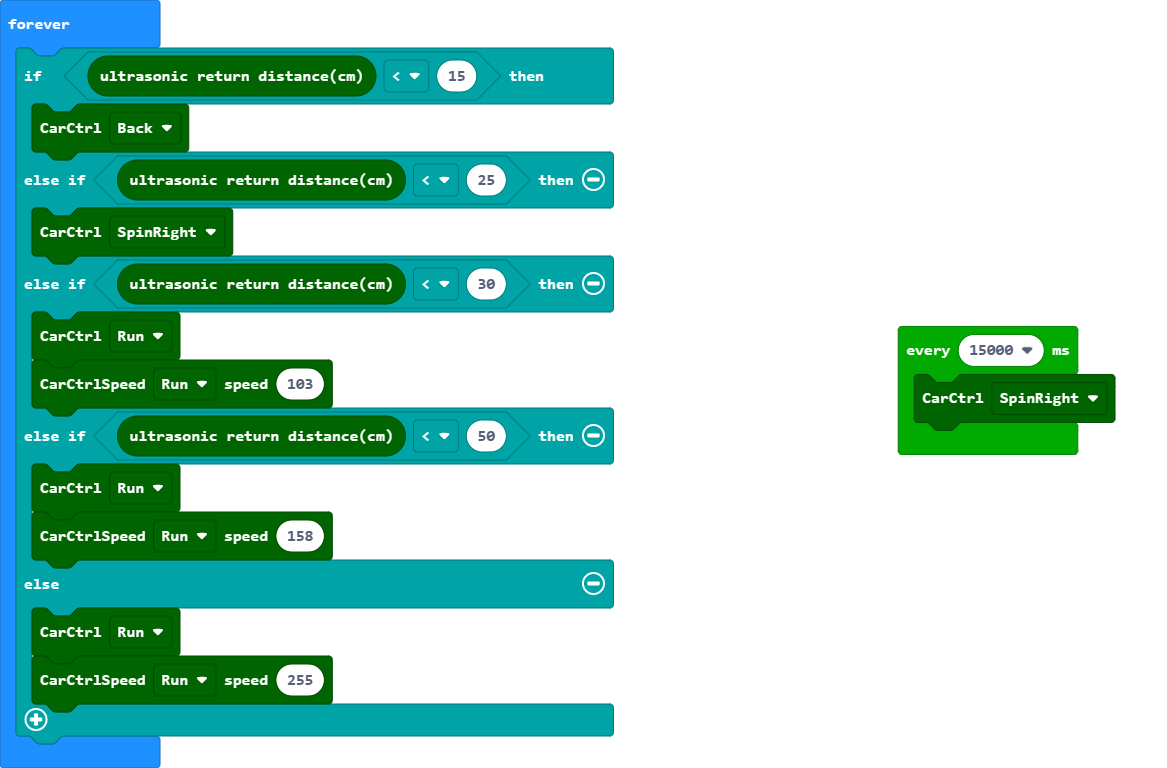 forever
if ultrasonic return distance(cm) < 15 then
CarCtrl Back
else if ultrasonic return distance(cm) < 25 then
CarCtrl SpinRight
else if ultrasonic return distance(cm) < 30 then
CarCtrl Run
CarCtrlSpeed Run speed 103
else if ultrasonic return distance(cm) < 50 then
CarCtrl Run
CarCtrlSpeed Run speed 158
else
CarCtrl Run
CarCtrlSpeed Run speed 255
every 15000 ms
CarCtrl SpinRight